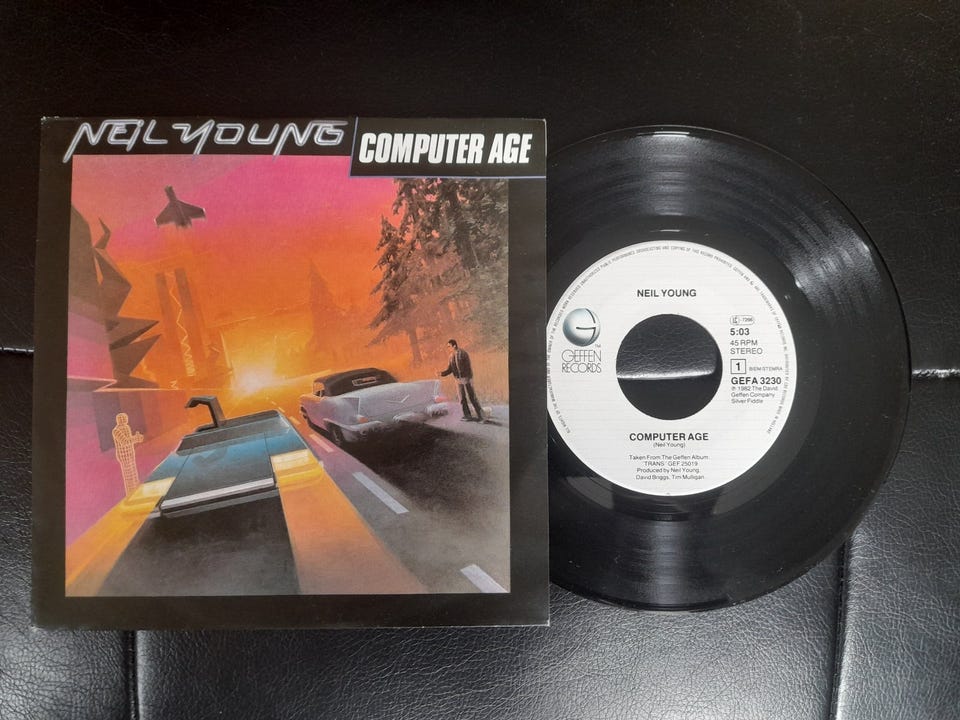 NEIL YOUNG
COMPUTER AGE
NEIL YOUNG
GEFFEN
RECORDS
TM
5:03
45 RPM
STEREO
1
BIEM/STEMRA
GEFA 3230
℗ 1982 The David
Geffen Company
Silver Fiddle
COMPUTER AGE
(Neil Young)
Taken From The Geffen Album
"TRANS" GEF 25019
Produced by Neil Young,
David Briggs, Tim Mulligan.